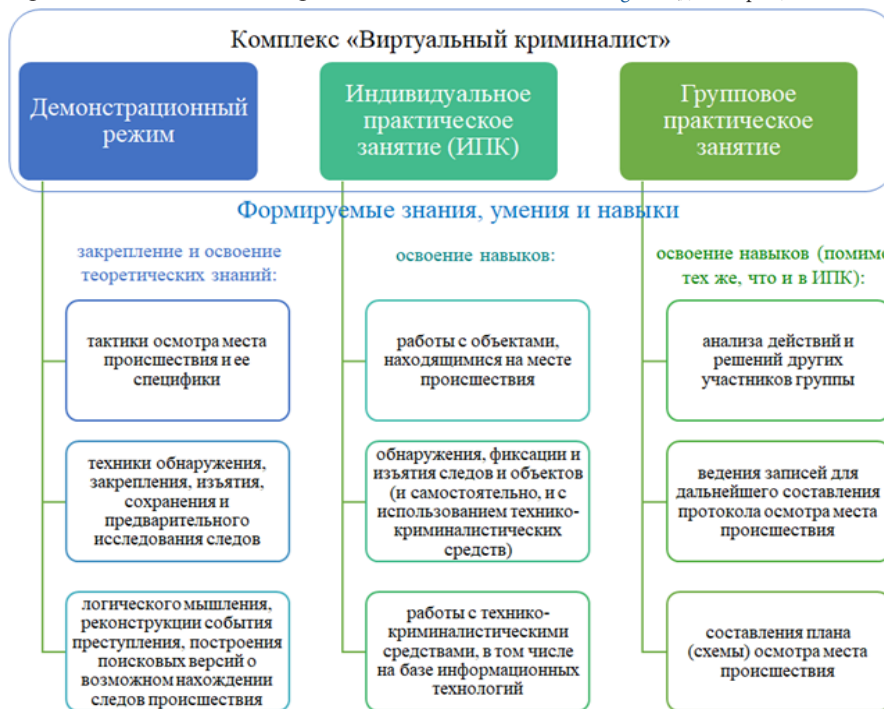 Комплекс «Виртуальный криминалист»
Демонстрационный
режим
Индивидуальное
практическое
занятие (ИПК)
Групповое
практическое
занятие
Формируемые знания, умения и навыки
закрепление и освоение
теоретических знаний:
тактики осмотра места
происшествия и ее
специфики
техники обнаружения,
закрепления, изъятия,
сохранения и
предварительного
исследования следов
логического мышления,
реконструкции события
преступления, построения
поисковых версий о
возможном нахождении
следов происшествия
освоение навыков:
работы с объектами,
находящимися на месте
происшествия
обнаружения, фиксации и
изъятия следов и объектов
(и самостоятельно, и с
использованием технико-
криминалистических
средств)
работы с технико-
криминалистическими
средствами, в том числе
на базе информационных
технологий
освоение навыков (помимо
тех же, что и в ИПК):
анализа действий и
решений других
участников группы
ведения записей для
дальнейшего составления
протокола осмотра места
происшествия
составления плана
(схемы) осмотра места
происшествия